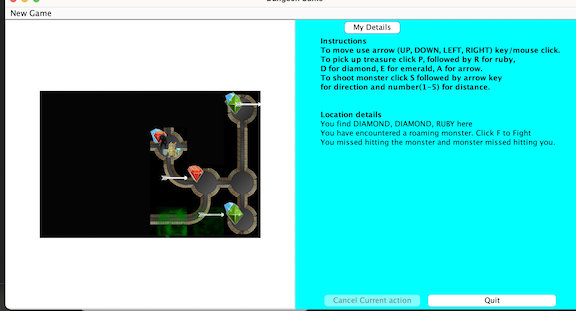 Dungeon Game
New Game
My Details
Instructions
To move use arrow (UP, DOWN, LEFT, RIGHT) key/mouse click.
To pick up treasure click P, followed by R for ruby,
D for diamond, E for emerald, A for arrow.
To shoot monster click S followed by arrow key
for direction and number(1-5) for distance.
Location details
You find DIAMOND, DIAMOND, RUBY here
You have encountered a roaming monster. Click F to Fight
You missed hitting the monster and monster missed hitting you.
Cancel Current action
Quit